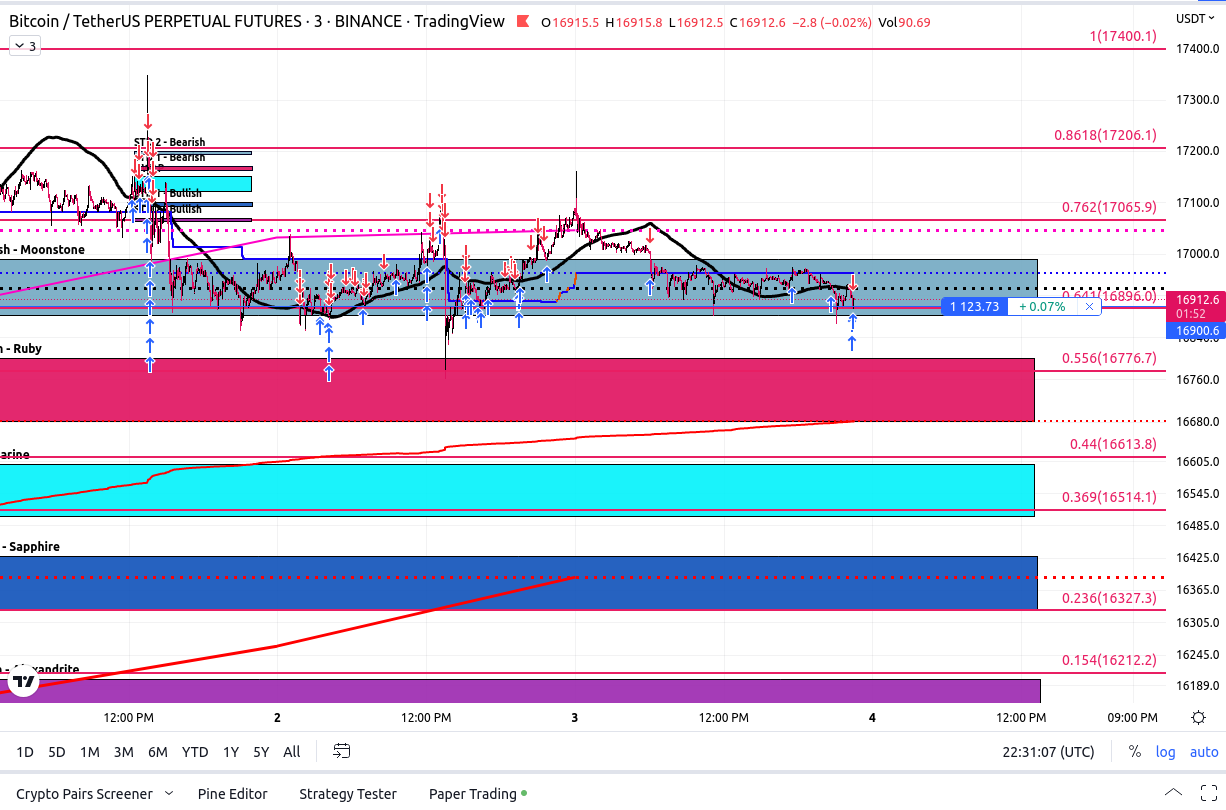 Bitcoin / TetherUS PERPETUAL FUTURES · 3 · BINANCE · TradingView O16915.5 H16915.8 L16912.5 C16912.6 −2.8 (−0.02%) Vol90.69
USDT
3
1(17400.1)
17400.0
17300.0
0.8618(17206.1)
- Bearish
17200.0
- Bearish
Bullish
Bullish
0.762(17065.9)
17100.0
sh - Moonstone
17000.0
0.641(16896.0)
1 123.73 + 0.07%
16912.6
01:52
16900.6
n - Ruby
0.556(16776.7)
16760.0
16680.0
0.44(16613.8)
arine
16605.0
0.369(16514.1)
16545.0
16485.0
- Sapphire
16425.0
16365.0
0.236(16327.3)
16305.0
0.154(16212.2)
16245.0
16189.0
12:00 PM 2 12:00 PM 3 12:00 PM 4 12:00 PM 09:00 PM
1D 5D 1M 3M 6M YTD 1Y 5Y All 22:31:07 (UTC) % log auto
Crypto Pairs Screener Pine Editor Strategy Tester Paper Trading